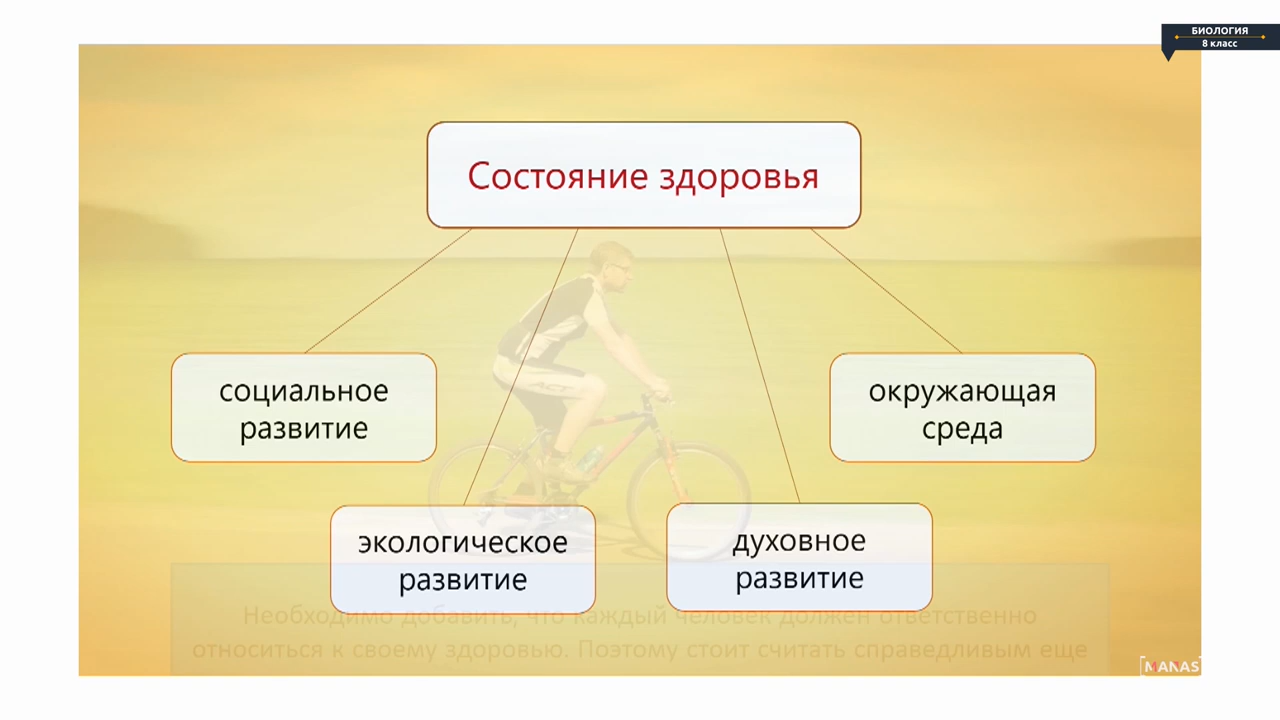 БИОЛОГИЯ
8 класс
Состояние здоровья
социальное
развитие
окружающая
среда
экологическое
развитие
духовное
развитие
Необходимо добавить, что каждый человек должен ответственно
относиться к своему здоровью. Поэтому стоит считать справедливым еще
MANAS